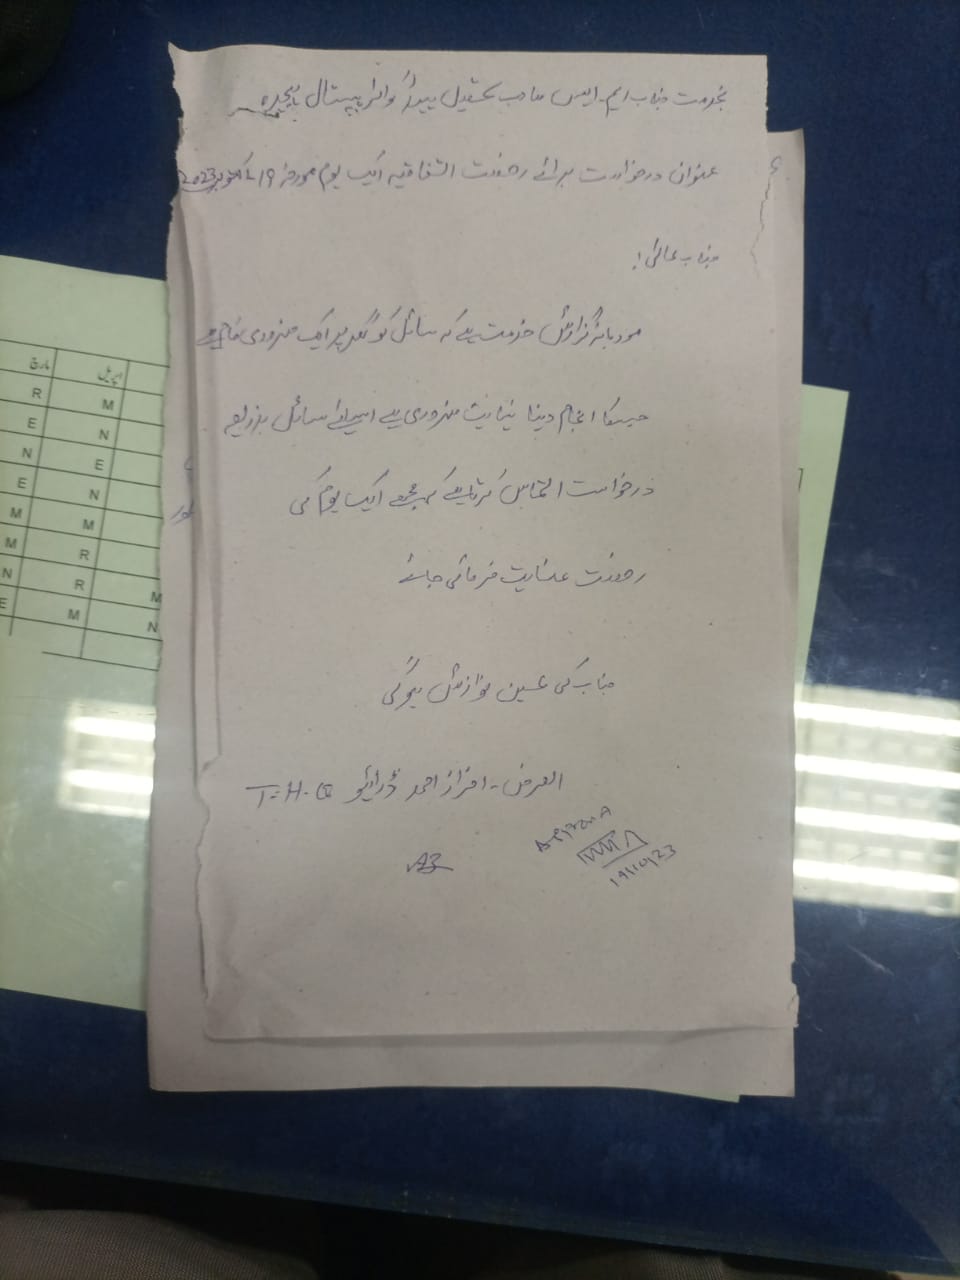 بخدمت جناب ایم۔ایس صاحب تحصیل ہیڈ کوارٹر ہسپتال
عنوان درخواست برائے رخصت اتفاقیہ ایک یوم مورخہ 19 اکتوبر 2023
جناب عالی!
مودبانہ گزارش خدمت ہے کہ سائل کو گھر پر ایک ضروری کام ہے
جسکا انجام دینا نہایت ضروری ہے اسلئے سائل بذریعہ
درخواست التماس کرتا ہے کہ مجھے ایک یوم کی
رخصت عنایت فرمائی جائے
جناب کی عین نوازش ہوگی
العرض - افراز احمد ڈرائیور T.H.Q
19/10/23
مارچ
اپریل
R
M
E
N
N
E
E
N
M
M
M
R
N
R
M
E
M
N